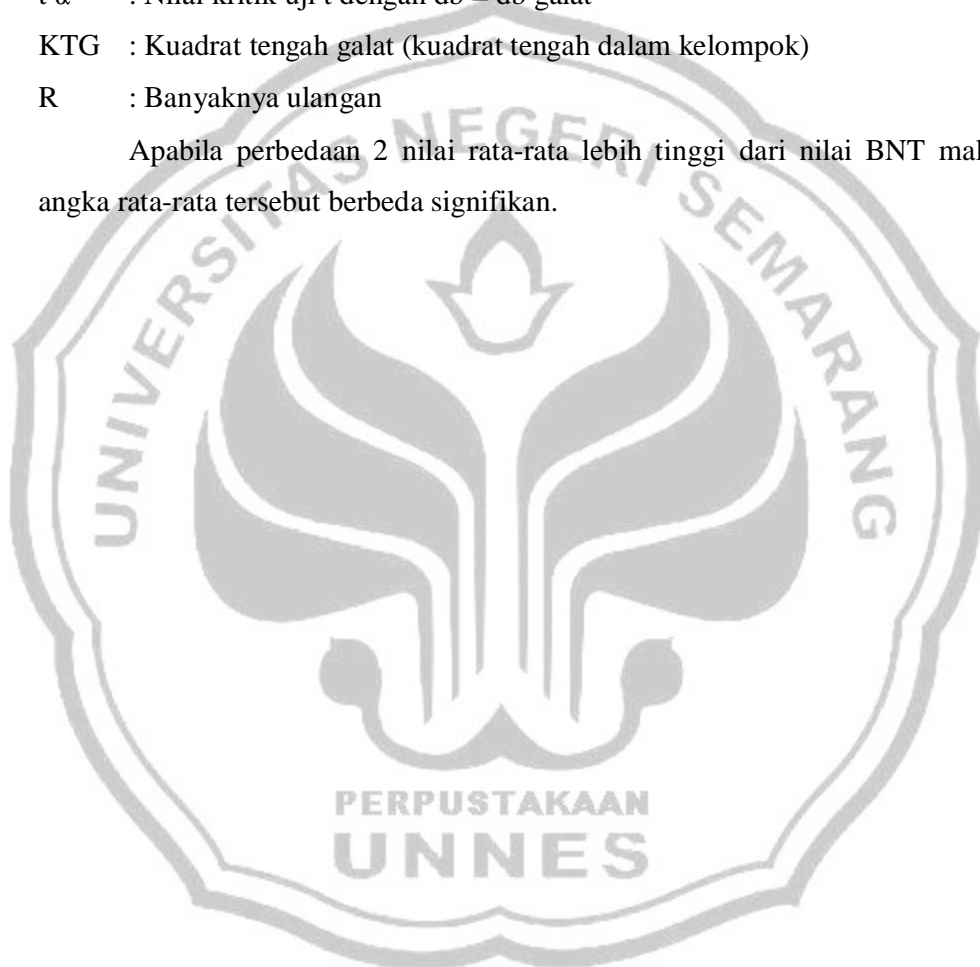 KTG : Kuadrat tengah galat (kuadrat tengah dalam kelompok)
R : Banyaknya ulangan
Apabila perbedaan 2 nilai rata-rata lebih tinggi dari nilai BNT
angka rata-rata tersebut berbeda signifikan.
UNIVERSITAS NEGERI SEMARANG
PERPUSTAKAAN
UNNES